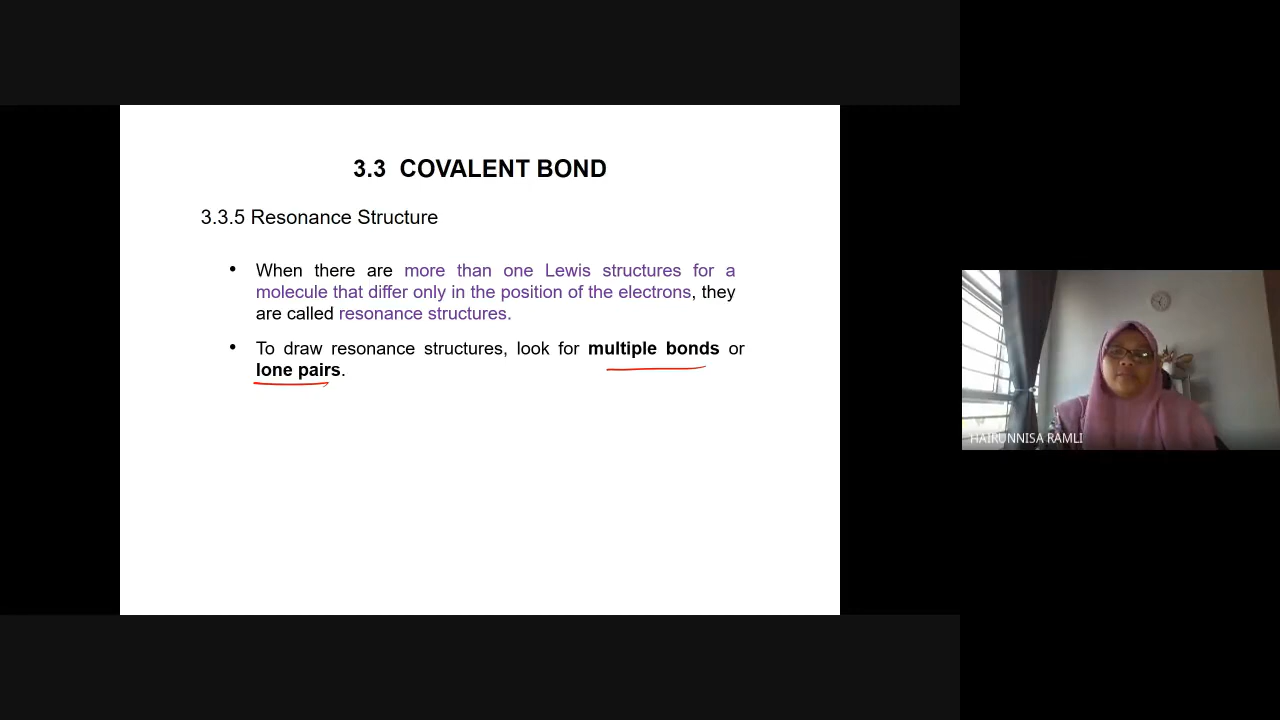 3.3 COVALENT BOND
3.3.5 Resonance Structure
• When there are more than one Lewis structures for a
molecule that differ only in the position of the electrons, they
are called resonance structures.
• To draw resonance structures, look for multiple bonds or
lone pairs.
HAIRUNNISA RAMLI